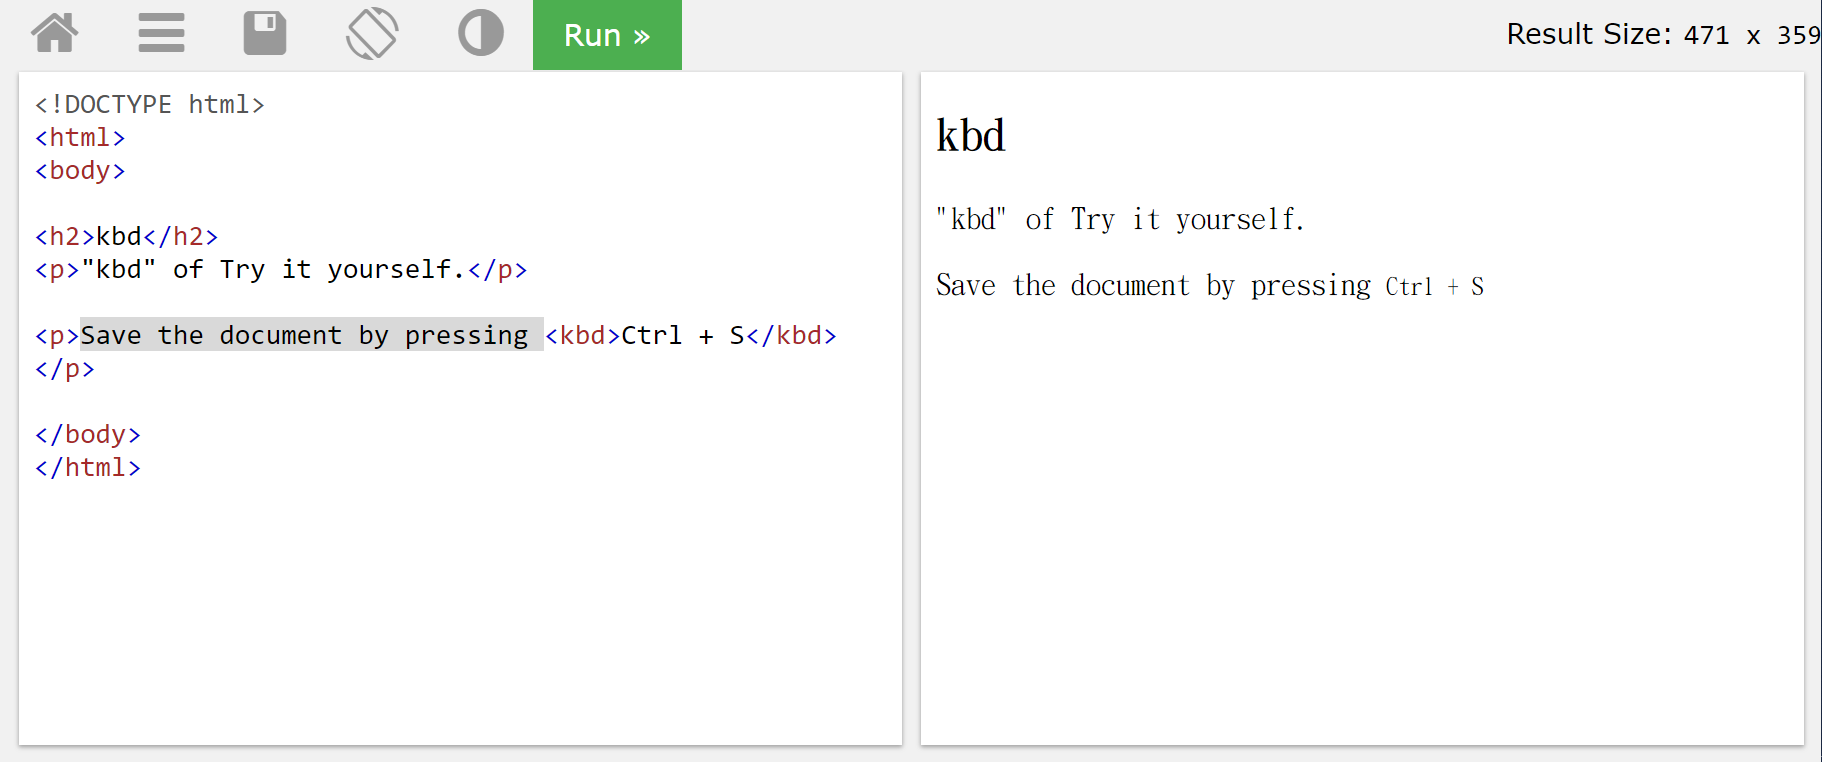 Run »
Result Size: 471 x 359
<!DOCTYPE html>
<html>
<body>
<h2>kbd</h2>
<p>"kbd" of Try it yourself.</p>
<p>Save the document by pressing <kbd>Ctrl + S</kbd>
</p>
</body>
</html>
kbd
"kbd" of Try it yourself.
Save the document by pressing Ctrl + S